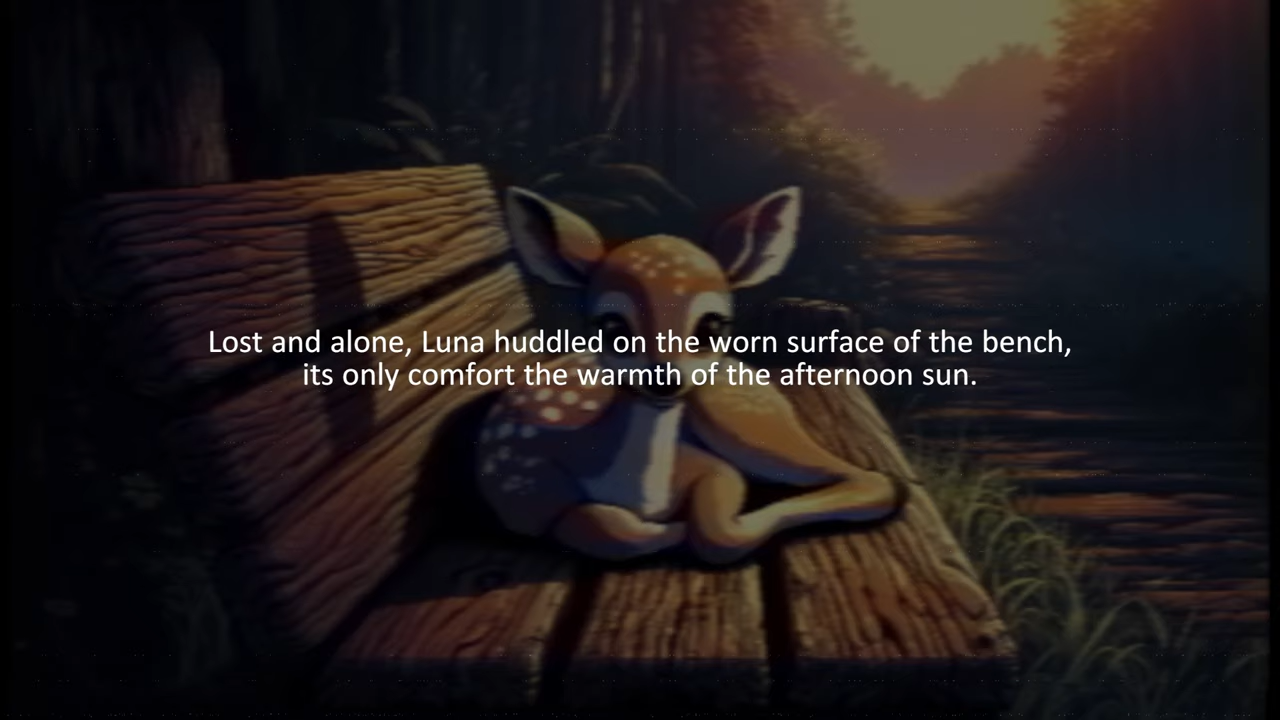 Lost and alone, Luna huddled on the worn surface of the bench,
its only comfort the warmth of the afternoon sun.